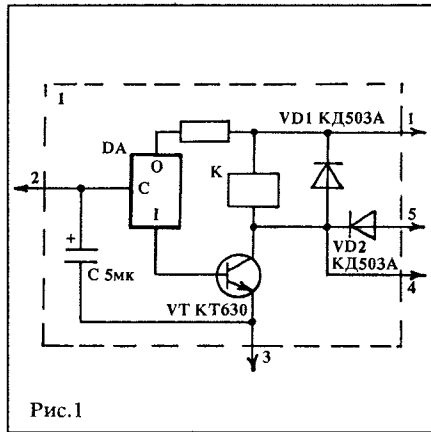 1
VD1 КД503А
1
DA
O
2
C
K
I
5
+
C 5мк
VD2
КД503А
4
VT КТ630
3
Рис.1